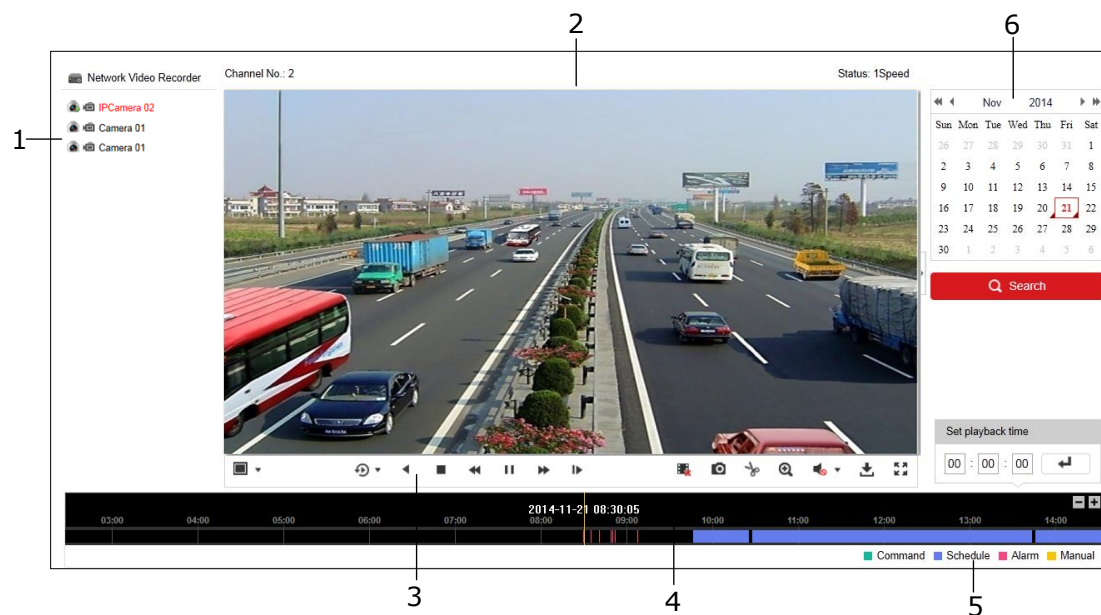 2
6
Network Video Recorder
Channel No.: 2
Status: 1Speed
IPCamera 02
Camera 01
Camera 01
1
Nov 2014
Sun Mon Tue Wed Thu Fri Sat
26 27 28 29 30 31 1
2 3 4 5 6 7 8
9 10 11 12 13 14 15
16 17 18 19 20 21 22
23 24 25 26 27 28 29
30 1 2 3 4 5 6
Search
Set playback time
00 : 00 : 00
2014-11-21 08:30:05
03:00 04:00 05:00 06:00 07:00 08:00 09:00 10:00 11:00 12:00 13:00 14:00
Command Schedule Alarm Manual
3
4
5